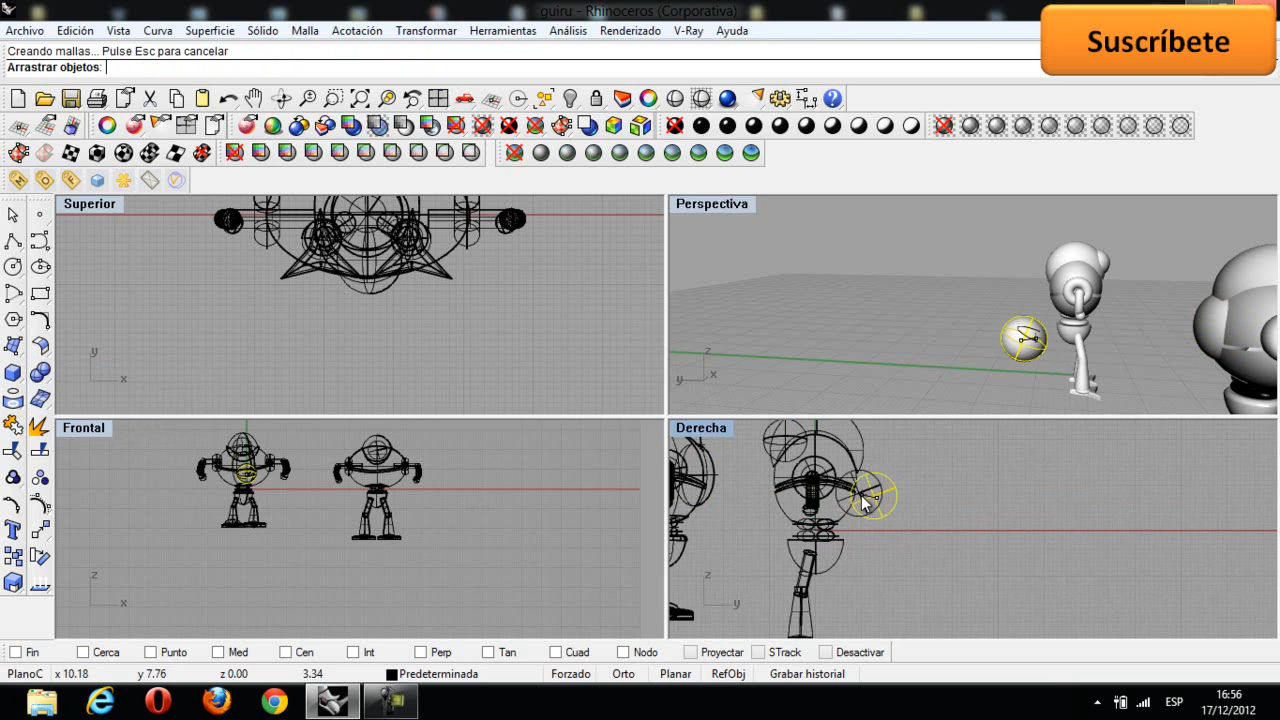 guiru - Rhinoceros (Corporativa)
Suscríbete
Archivo Edición Vista Curva Superficie Sólido Malla Acotación Transformar Herramientas Análisis Renderizado V-Ray Ayuda
Creando mallas... Pulse Esc para cancelar
Arrastrar objetos:
Superior
Perspectiva
y
x
z
y
x
Frontal
Derecha
z
x
z
y
Fin Cerca Punto Med Cen Int Perp Tan Cuad Nodo Proyectar STrack Desactivar
PlanoC x 10.18 y 7.76 z 0.00 3.34 Predeterminada Forzado Orto Planar RefObj Grabar historial
ESP
16:56
17/12/2012